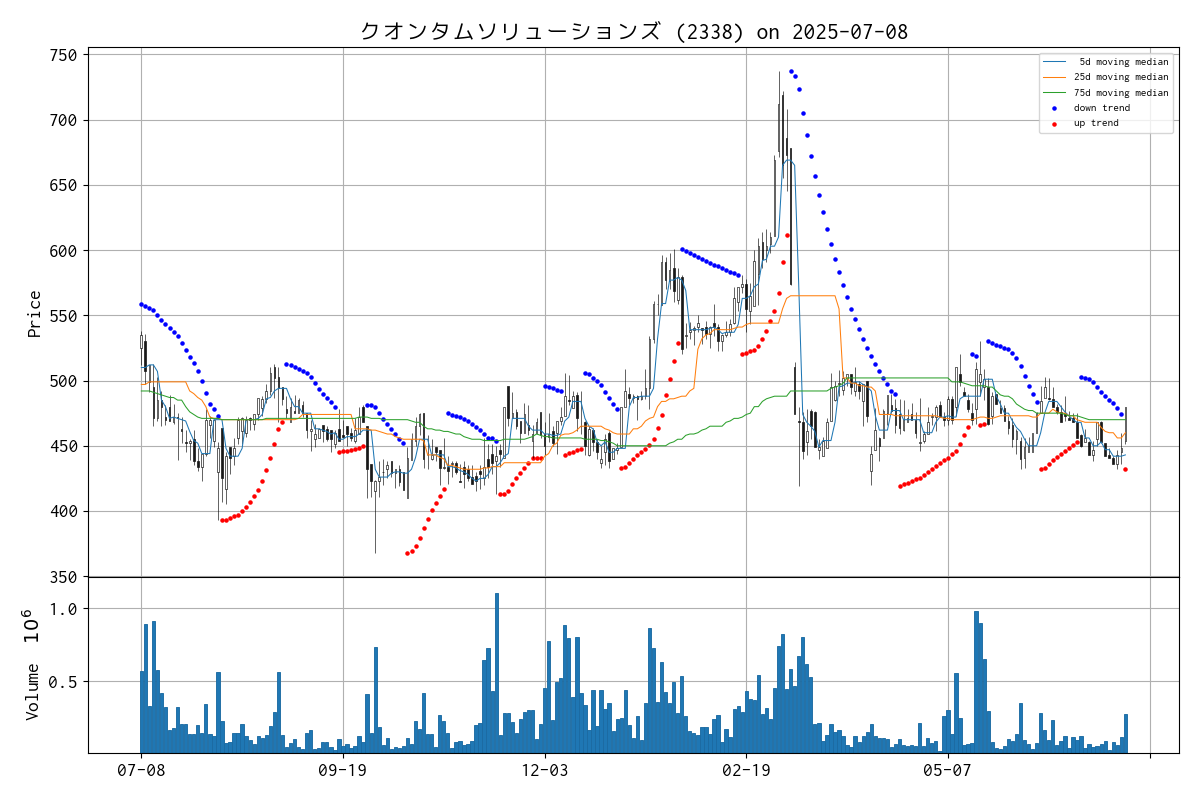 クオンタムソリューションズ (2338) on 2025-07-08
750
700
650
600
550
500
450
400
350
Price
5d moving median
25d moving median
75d moving median
down trend
up trend
1.0
0.5
Volume 10^6
07-08
09-19
12-03
02-19
05-07